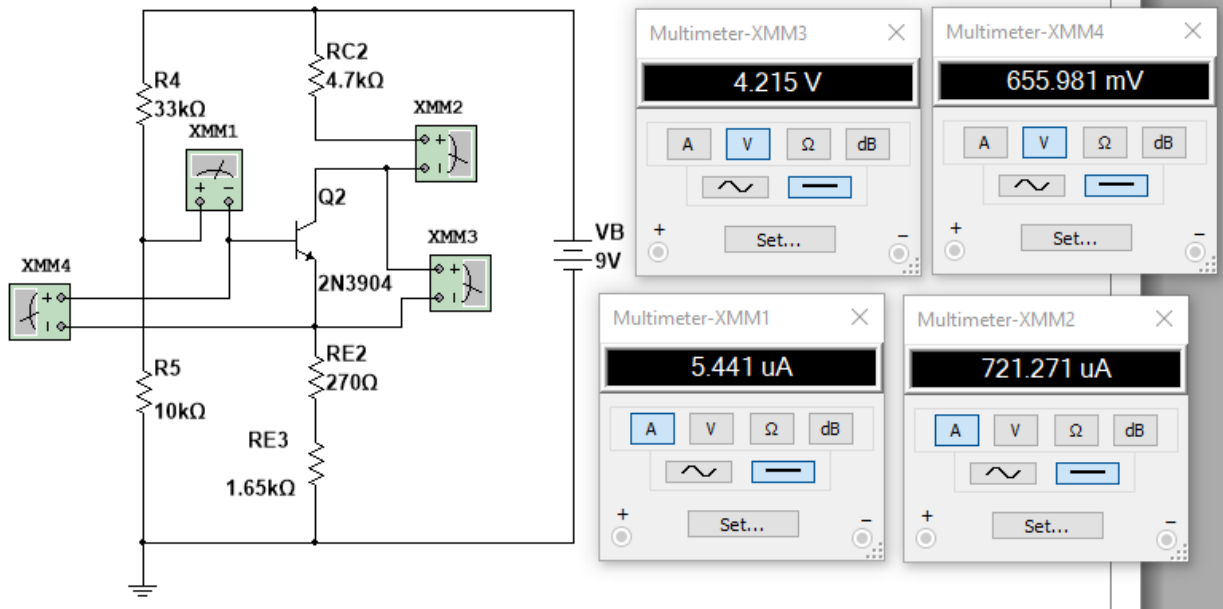 R4
33kΩ
XMM1
+ −
RC2
4.7kΩ
XMM2
+
Q2
2N3904
XMM3
+
XMM4
+
VB
9V
R5
10kΩ
RE2
270Ω
RE3
1.65kΩ
Multimeter-XMM3
4.215 V
A V Ω dB
Set...
+ −
Multimeter-XMM4
655.981 mV
A V Ω dB
Set...
+ −
Multimeter-XMM1
5.441 uA
A V Ω dB
Set...
+ −
Multimeter-XMM2
721.271 uA
A V Ω dB
Set...
+ −